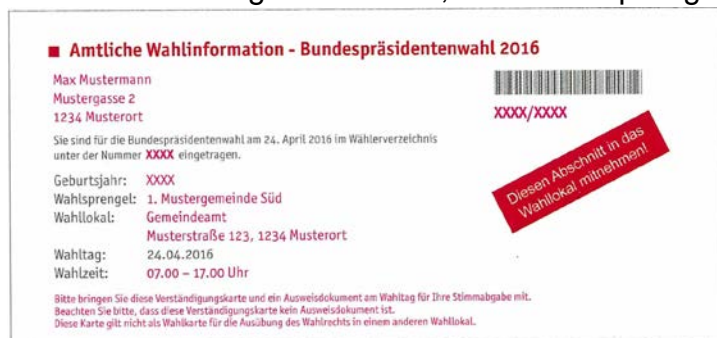 ■ Amtliche Wahlinformation - Bundespräsidentenwahl 2016
Max Mustermann
Mustergasse 2
1234 Musterort
XXXX/XXXX
Sie sind für die Bundespräsidentenwahl am 24. April 2016 im Wählerverzeichnis
unter der Nummer XXXX eingetragen.
Diesen Abschnitt in das
Wahllokal mitnehmen!
Geburtsjahr: XXXX
Wahlsprengel: 1. Mustergemeinde Süd
Wahllokal: Gemeindeamt
Musterstraße 123, 1234 Musterort
Wahltag: 24.04.2016
Wahlzeit: 07.00 – 17.00 Uhr
Bitte bringen Sie diese Verständigungskarte und ein Ausweisdokument am Wahltag für Ihre Stimmabgabe mit.
Beachten Sie bitte, dass diese Verständigungskarte kein Ausweisdokument ist.
Diese Karte gilt nicht als Wahlkarte für die Ausübung des Wahlrechts in einem anderen Wahllokal.